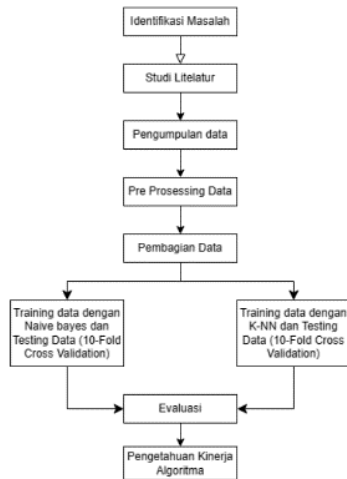 Identifikasi Masalah
Studi Litelatur
Pengumpulan data
Pre Prosessing Data
Pembagian Data
Training data dengan
Naive bayes dan
Testing Data (10-Fold
Cross Validation)
Training data dengan
K-NN dan Testing
Data (10-Fold Cross
Validation)
Evaluasi
Pengetahuan Kinerja
Algoritma